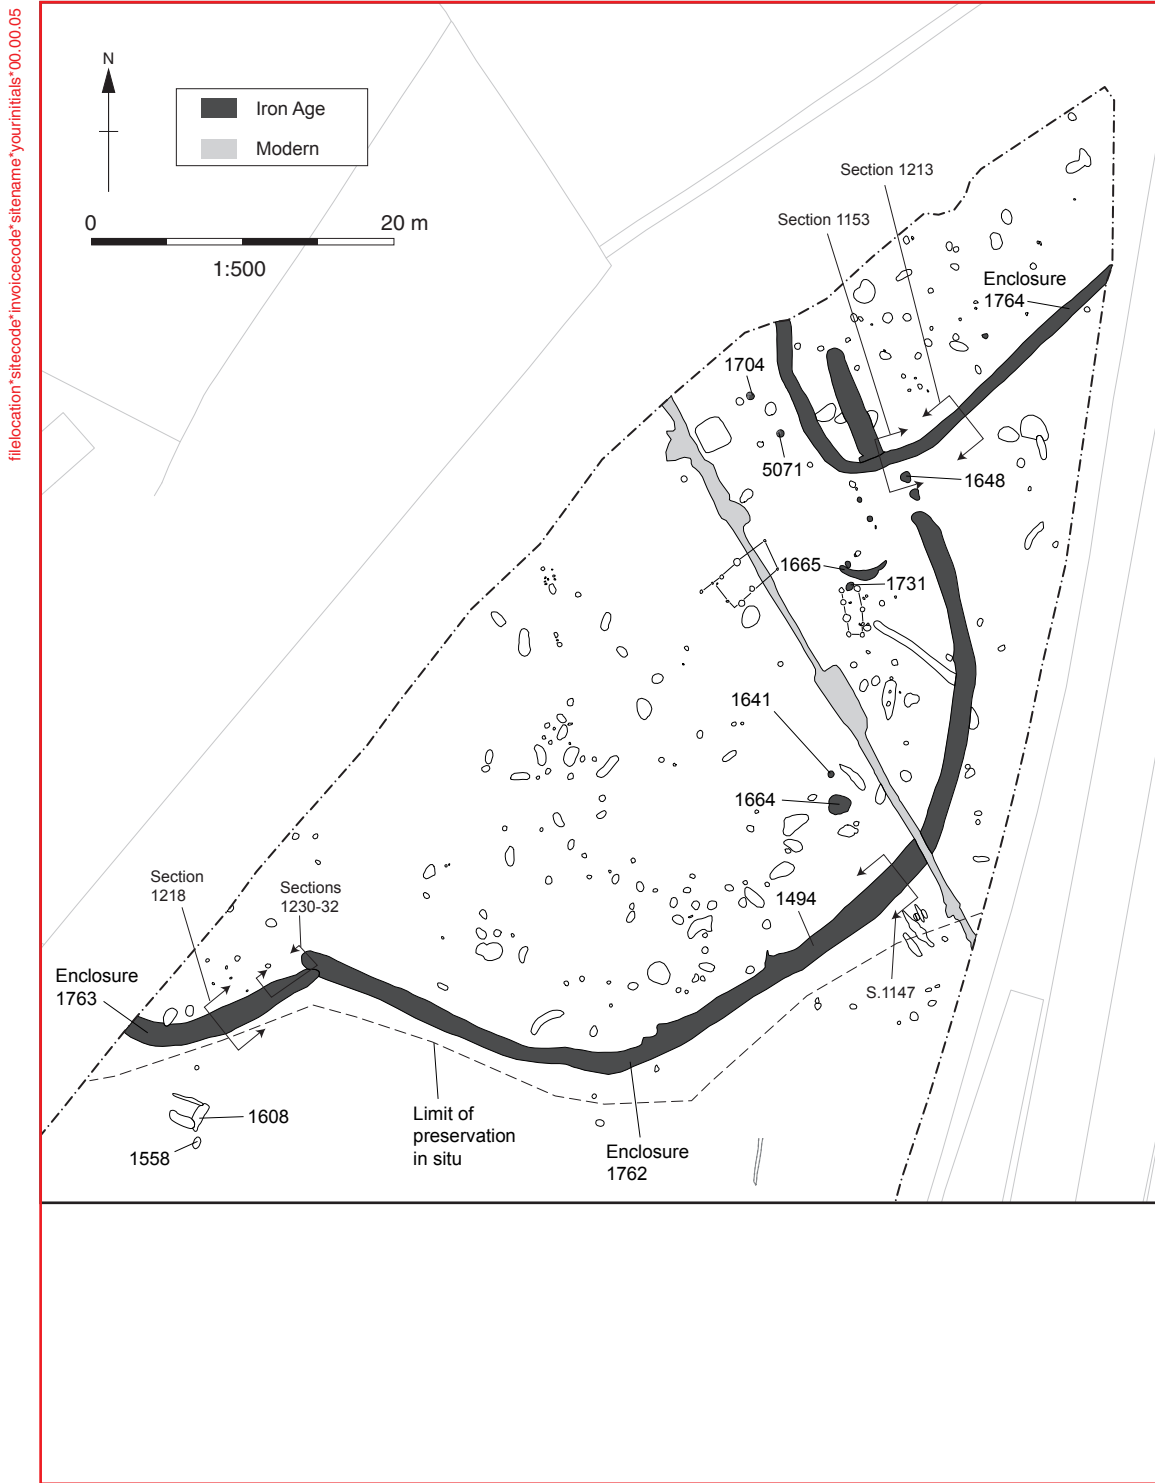 filelocation*sitecode*invoicecode*sitename*yourinitials*00.00.05
N
Iron Age
Modern
0 20 m
1:500
Section 1213
Section 1153
Enclosure
1764
1704
5071
1648
1665
1731
1641
1664
1494
Section
1218
Sections
1230-32
Enclosure
1763
S.1147
1608
1558
Limit of
preservation
in situ
Enclosure
1762